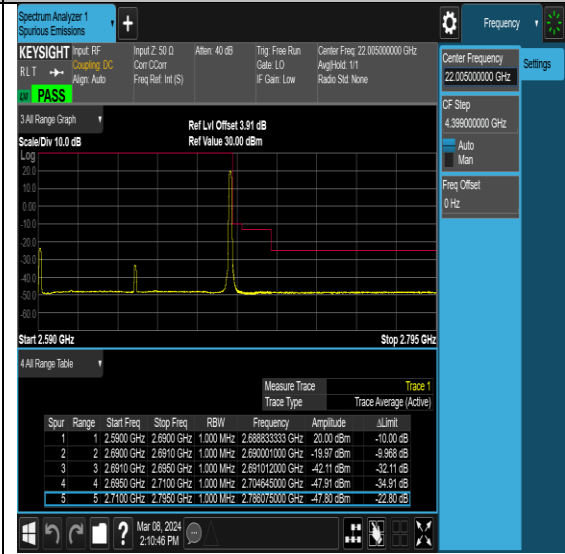 Spectrum Analyzer 1
Spurious Emissions
Frequency
KEYSIGHT
RLT
Input: RF
Coupling: DC
Align: Auto
Input Z: 50 Ω
Corr CCorr
Freq Ref: Int (S)
Atten: 40 dB
Trig: Free Run
Gate: LO
IF Gain: Low
Center Freq: 22.005000000 GHz
Avg|Hold: 1/1
Radio Std: None
PASS
Center Frequency
22.005000000 GHz
Settings
CF Step
4.399000000 GHz
Auto
Man
Freq Offset
0 Hz
3 All Range Graph
Scale/Div 10.0 dB
Ref Lvl Offset 3.91 dB
Ref Value 30.00 dBm
Log
20.0
10.0
0.00
-10.0
-20.0
-30.0
-40.0
-50.0
-60.0
Start 2.590 GHz
Stop 2.795 GHz
4 All Range Table
Measure Trace Trace 1
Trace Type Trace Average (Active)
Spur Range Start Freq Stop Freq RBW Frequency Amplitude ΔLimit
1 1 2.5900 GHz 2.6900 GHz 1.000 MHz 2.688833333 GHz 20.00 dBm -10.00 dB
2 2 2.6900 GHz 2.6910 GHz 1.000 MHz 2.690001000 GHz -19.97 dBm -9.968 dB
3 3 2.6910 GHz 2.6950 GHz 1.000 MHz 2.691012000 GHz -42.11 dBm -32.11 dB
4 4 2.6950 GHz 2.7100 GHz 1.000 MHz 2.704645000 GHz -47.91 dBm -34.91 dB
5 5 2.7100 GHz 2.7950 GHz 1.000 MHz 2.786075000 GHz -47.80 dBm -22.80 dB
Mar 08, 2024
2:10:46 PM